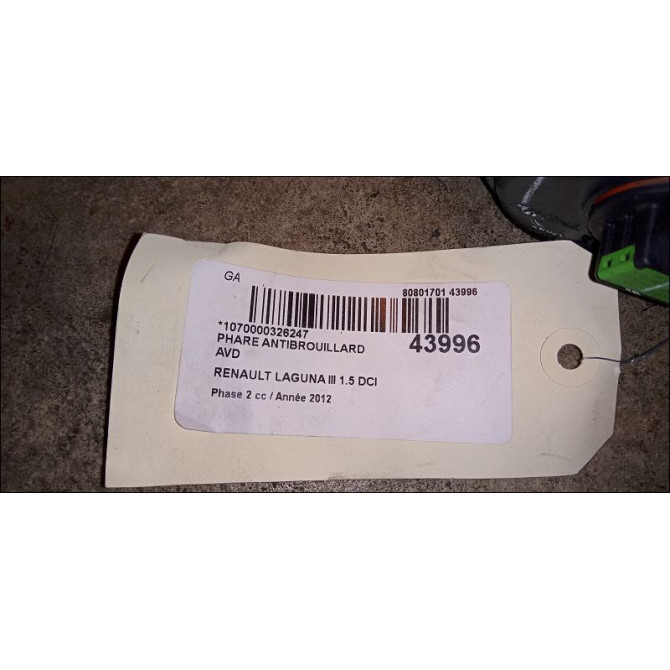 GA
80801701 43996
*1070000326247
PHARE ANTIBROUILLARD
43996
AVD
RENAULT LAGUNA III 1.5 DCI
Phase 2 cc / Année 2012